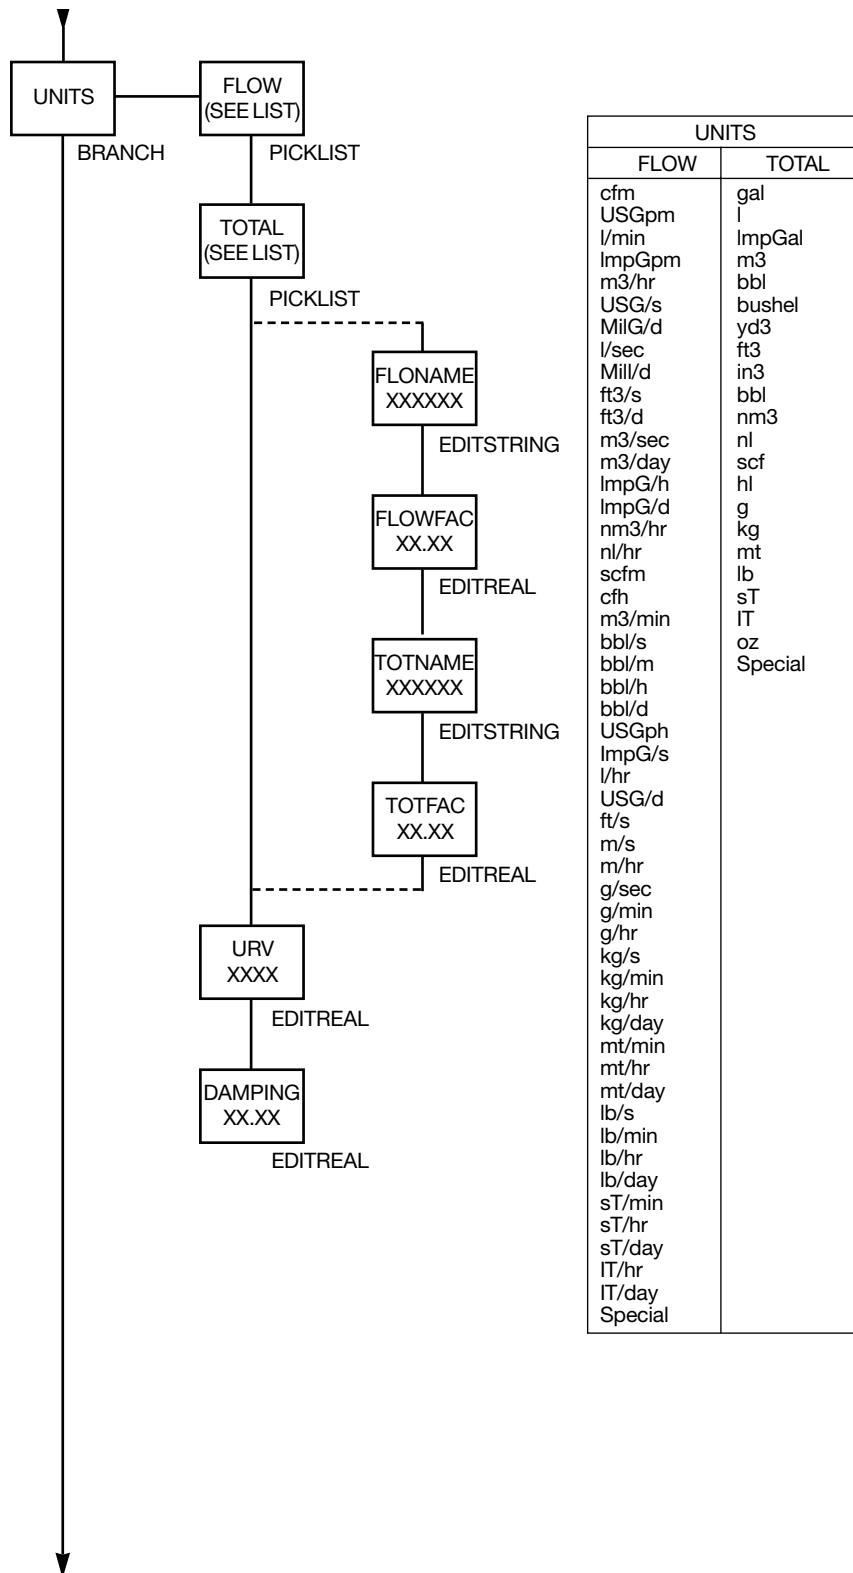 UNITS
BRANCH
FLOW
(SEE LIST)
PICKLIST
TOTAL
(SEE LIST)
PICKLIST
FLONAME
XXXXXX
EDITSTRING
FLOWFAC
XX.XX
EDITREAL
TOTNAME
XXXXXX
EDITSTRING
TOTFAC
XX.XX
EDITREAL
URV
XXXX
EDITREAL
DAMPING
XX.XX
EDITREAL
UNITS
FLOW TOTAL
cfm gal
USGpm l
l/min ImpGal
ImpGpm m3
m3/hr bbl
USG/s bushel
MilG/d yd3
l/sec ft3
Mill/d in3
ft3/s bbl
ft3/d nm3
m3/sec nl
m3/day scf
ImpG/h hl
ImpG/d g
nm3/hr kg
nl/hr mt
scfm lb
cfh sT
m3/min lT
bbl/s oz
bbl/m Special
bbl/h
bbl/d
USGph
ImpG/s
l/hr
USG/d
ft/s
m/s
m/hr
g/sec
g/min
g/hr
kg/s
kg/min
kg/hr
kg/day
mt/min
mt/hr
mt/day
lb/s
lb/min
lb/hr
lb/day
sT/min
sT/hr
sT/day
lT/hr
lT/day
Special